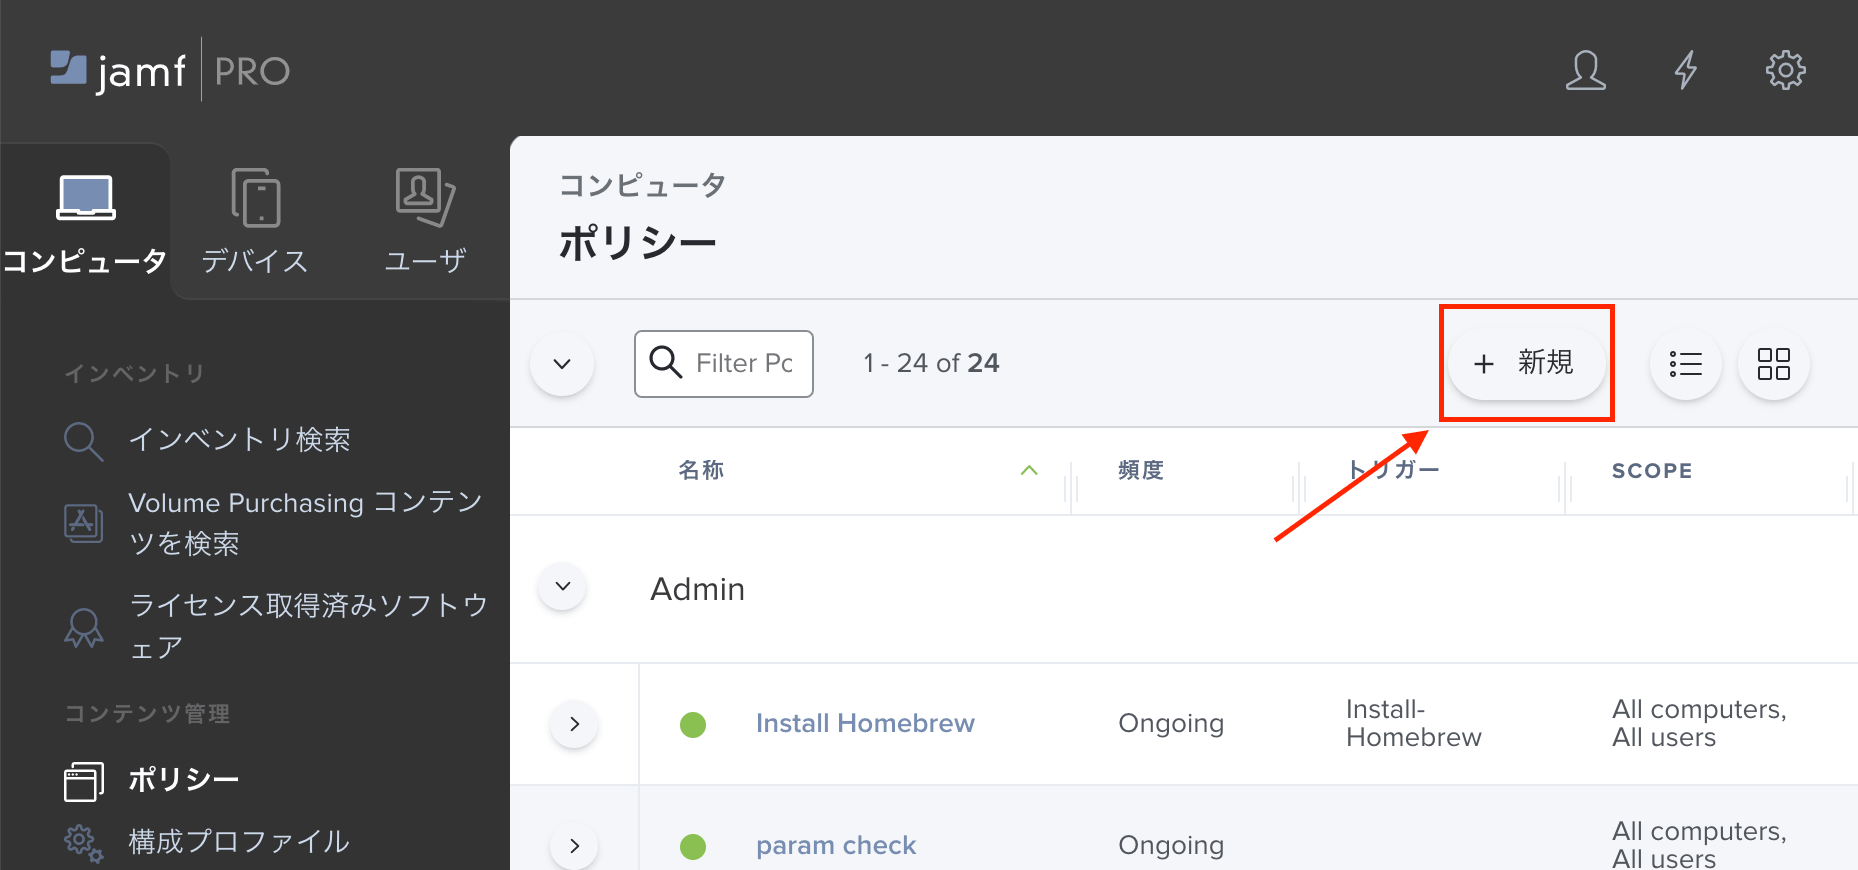 jamf PRO
コンピュータ
デバイス
ユーザ
インベントリ
インベントリ検索
Volume Purchasing コンテン
ツを検索
ライセンス取得済みソフトウ
ェア
コンテンツ管理
ポリシー
構成プロファイル
コンピュータ
ポリシー
Filter Pc
1 - 24 of 24
+ 新規
名称
頻度
トリガー
SCOPE
Admin
Install Homebrew
Ongoing
Install-
Homebrew
All computers,
All users
param check
Ongoing
All computers,
All users